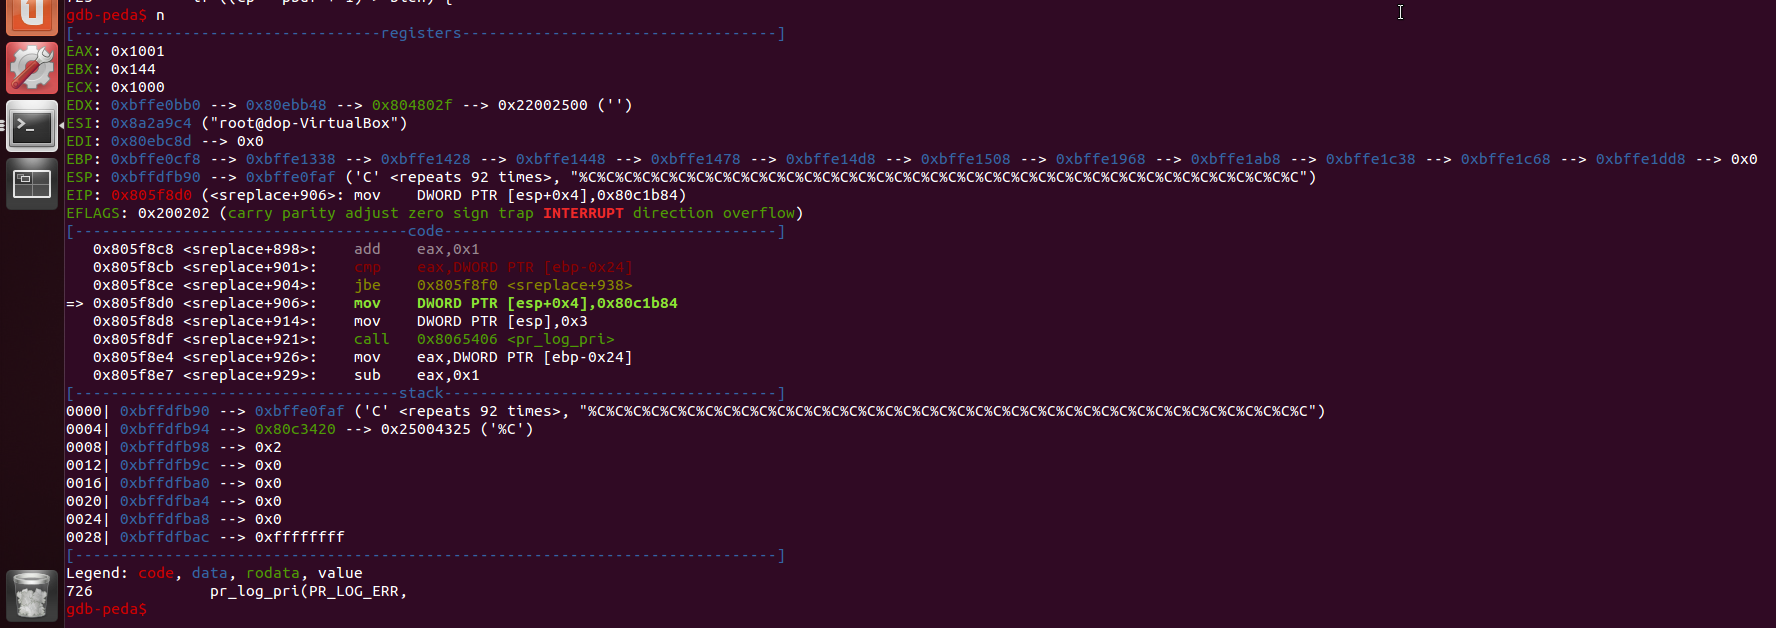 gdb-peda$ n
[----------------------------------registers-----------------------------------]
EAX: 0x1001
EBX: 0x144
ECX: 0x1000
EDX: 0xbffe0bb0 --> 0x80ebb48 --> 0x804802f --> 0x22002500 ('')
ESI: 0x8a2a9c4 ("root@dop-VirtualBox")
EDI: 0x80ebc8d --> 0x0
EBP: 0xbffe0cf8 --> 0xbffe1338 --> 0xbffe1428 --> 0xbffe1448 --> 0xbffe1478 --> 0xbffe14d8 --> 0xbffe1508 --> 0xbffe1968 --> 0xbffe1ab8 --> 0xbffe1c38 --> 0xbffe1c68 --> 0xbffe1dd8 --> 0x0
ESP: 0xbffdfb90 --> 0xbffe0faf ('C' <repeats 92 times>, "%C%C%C%C%C%C%C%C%C%C%C%C%C%C%C%C%C%C%C%C%C%C%C%C%C%C%C%C%C%C%C%C%C%C%C%C%C%C%C%C")
EIP: 0x805f8d0 (<sreplace+906>: mov    DWORD PTR [esp+0x4],0x80c1b84)
EFLAGS: 0x200202 (carry parity adjust zero sign trap INTERRUPT direction overflow)
[-------------------------------------code-------------------------------------]
   0x805f8c8 <sreplace+898>:    add    eax,0x1
   0x805f8cb <sreplace+901>:    cmp    eax,DWORD PTR [ebp-0x24]
   0x805f8ce <sreplace+904>:    jbe    0x805f8f0 <sreplace+938>
=> 0x805f8d0 <sreplace+906>:    mov    DWORD PTR [esp+0x4],0x80c1b84
   0x805f8d8 <sreplace+914>:    mov    DWORD PTR [esp],0x3
   0x805f8df <sreplace+921>:    call   0x8065406 <pr_log_pri>
   0x805f8e4 <sreplace+926>:    mov    eax,DWORD PTR [ebp-0x24]
   0x805f8e7 <sreplace+929>:    sub    eax,0x1
[------------------------------------stack-------------------------------------]
0000| 0xbffdfb90 --> 0xbffe0faf ('C' <repeats 92 times>, "%C%C%C%C%C%C%C%C%C%C%C%C%C%C%C%C%C%C%C%C%C%C%C%C%C%C%C%C%C%C%C%C%C%C%C%C%C%C%C%C")
0004| 0xbffdfb94 --> 0x80c3420 --> 0x25004325 ('%C')
0008| 0xbffdfb98 --> 0x2
0012| 0xbffdfb9c --> 0x0
0016| 0xbffdfba0 --> 0x0
0020| 0xbffdfba4 --> 0x0
0024| 0xbffdfba8 --> 0x0
0028| 0xbffdfbac --> 0xffffffff
[------------------------------------------------------------------------------]
Legend: code, data, rodata, value
726             pr_log_pri(PR_LOG_ERR,
gdb-peda$